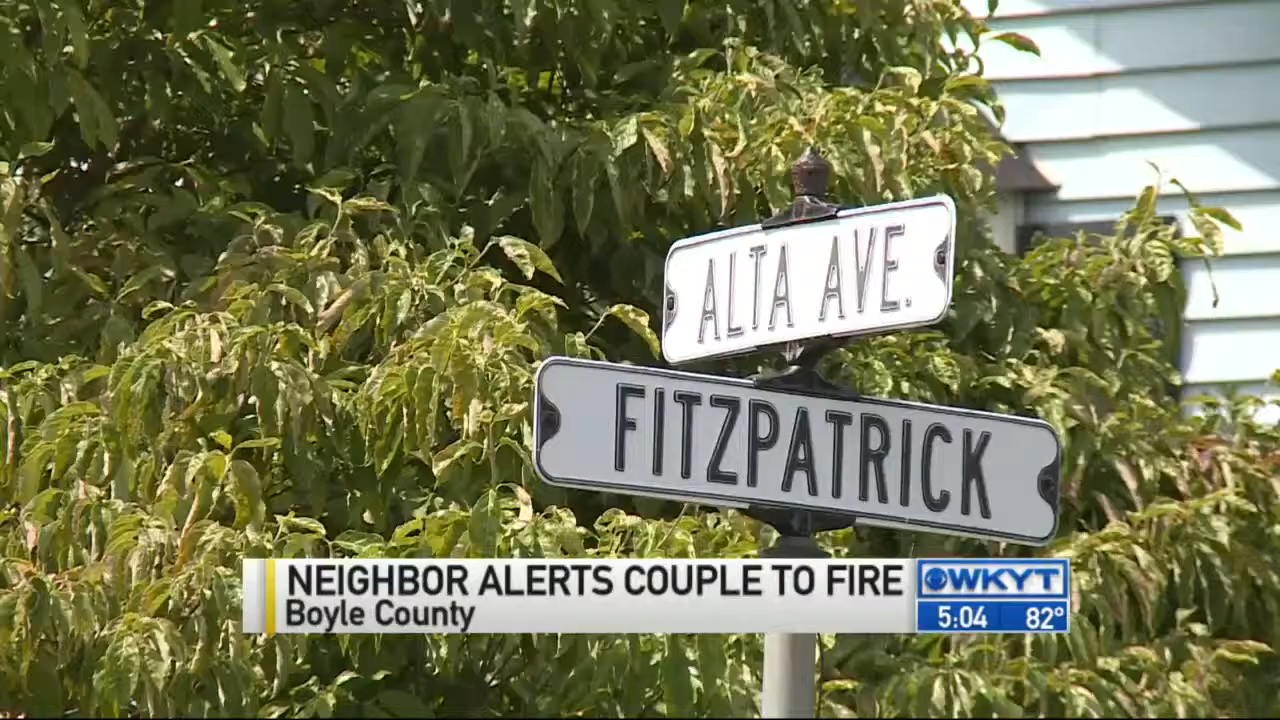 ALTA AVE.
FITZPATRICK
NEIGHBOR ALERTS COUPLE TO FIRE
Boyle County
WKYT
5:04 82°